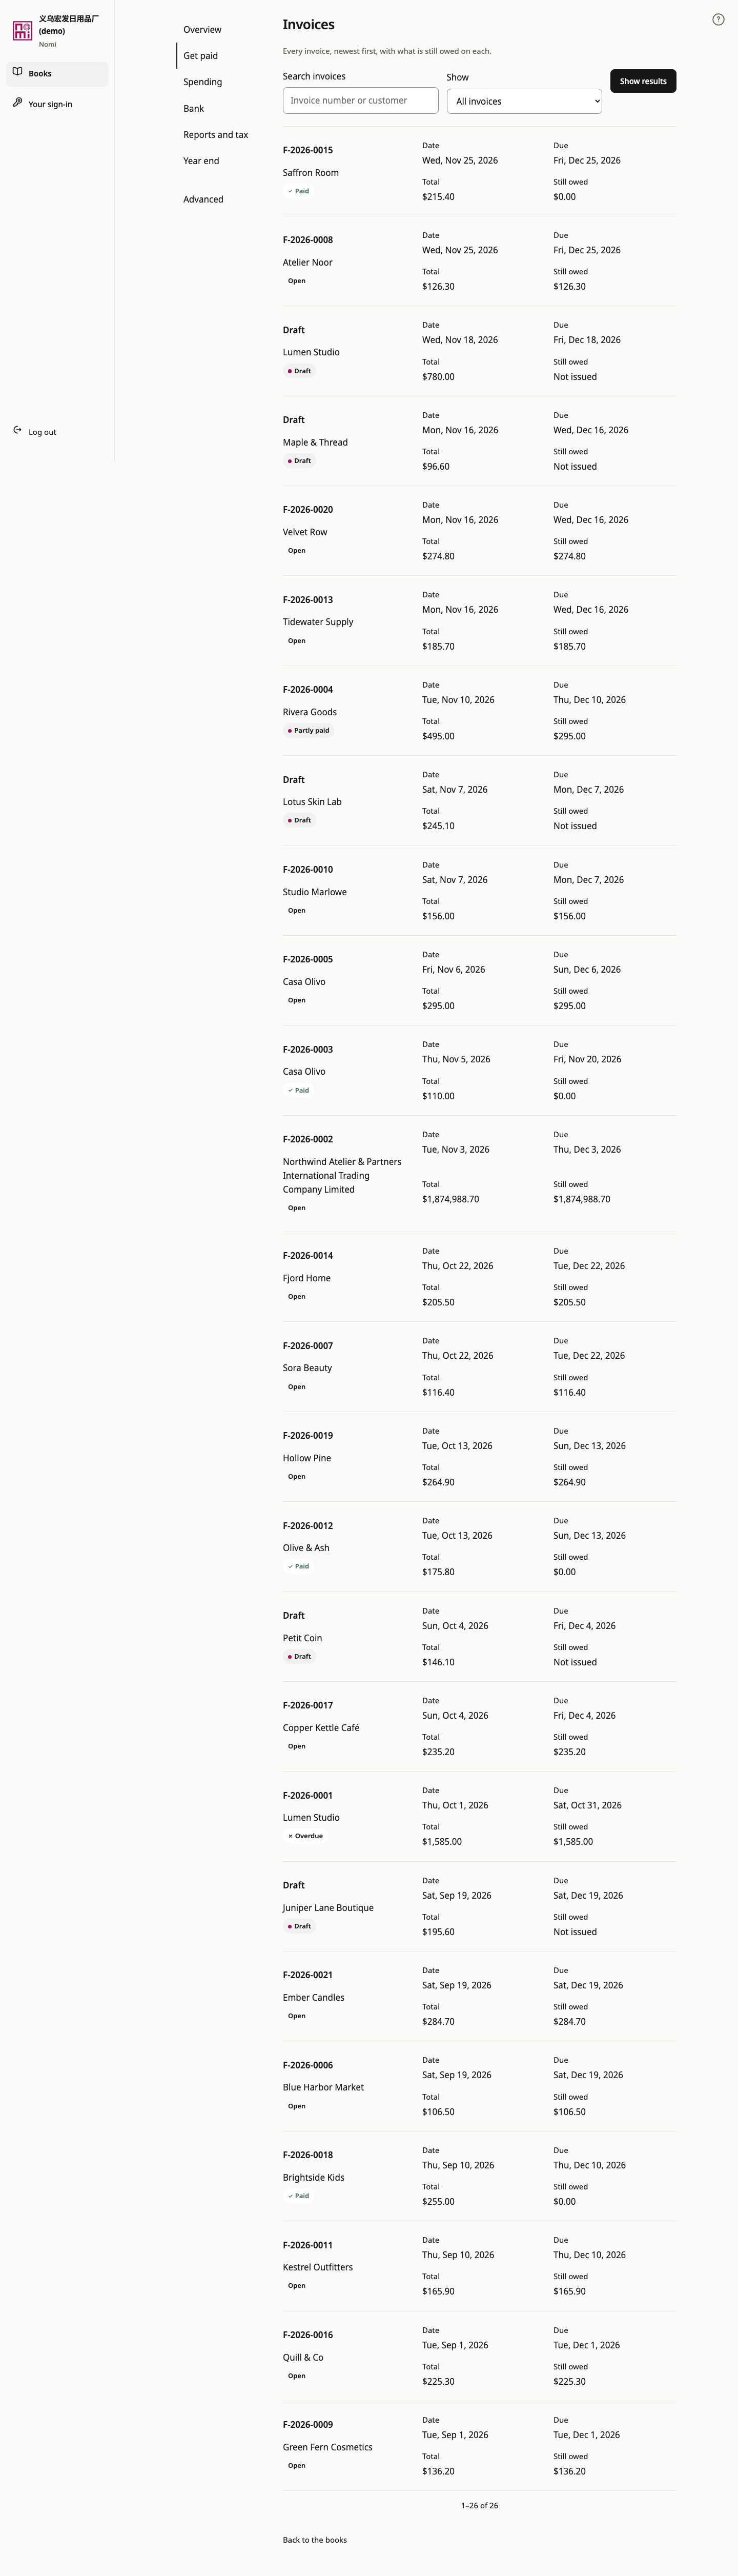 义乌宏发日用品厂
(demo)
Nomi
Books
Your sign-in
Log out
Overview
Get paid
Spending
Bank
Reports and tax
Year end
Advanced
Invoices
Every invoice, newest first, with what is still owed on each.
Search invoices
Invoice number or customer
Show
All invoices
Show results
F-2026-0015
Saffron Room
✓ Paid
Date
Wed, Nov 25, 2026
Due
Fri, Dec 25, 2026
Total
$215.40
Still owed
$0.00
F-2026-0008
Atelier Noor
Open
Date
Wed, Nov 25, 2026
Due
Fri, Dec 25, 2026
Total
$126.30
Still owed
$126.30
Draft
Lumen Studio
Draft
Date
Wed, Nov 18, 2026
Due
Fri, Dec 18, 2026
Total
$780.00
Still owed
Not issued
Draft
Maple & Thread
Draft
Date
Mon, Nov 16, 2026
Due
Wed, Dec 16, 2026
Total
$96.60
Still owed
Not issued
F-2026-0020
Velvet Row
Open
Date
Mon, Nov 16, 2026
Due
Wed, Dec 16, 2026
Total
$274.80
Still owed
$274.80
F-2026-0013
Tidewater Supply
Open
Date
Mon, Nov 16, 2026
Due
Wed, Dec 16, 2026
Total
$185.70
Still owed
$185.70
F-2026-0004
Rivera Goods
Partly paid
Date
Tue, Nov 10, 2026
Due
Thu, Dec 10, 2026
Total
$495.00
Still owed
$295.00
Draft
Lotus Skin Lab
Draft
Date
Sat, Nov 7, 2026
Due
Mon, Dec 7, 2026
Total
$245.10
Still owed
Not issued
F-2026-0010
Studio Marlowe
Open
Date
Sat, Nov 7, 2026
Due
Mon, Dec 7, 2026
Total
$156.00
Still owed
$156.00
F-2026-0005
Casa Olivo
Open
Date
Fri, Nov 6, 2026
Due
Sun, Dec 6, 2026
Total
$295.00
Still owed
$295.00
F-2026-0003
Casa Olivo
✓ Paid
Date
Thu, Nov 5, 2026
Due
Fri, Nov 20, 2026
Total
$110.00
Still owed
$0.00
F-2026-0002
Northwind Atelier & Partners
International Trading
Company Limited
Open
Date
Tue, Nov 3, 2026
Due
Thu, Dec 3, 2026
Total
$1,874,988.70
Still owed
$1,874,988.70
F-2026-0014
Fjord Home
Open
Date
Thu, Oct 22, 2026
Due
Tue, Dec 22, 2026
Total
$205.50
Still owed
$205.50
F-2026-0007
Sora Beauty
Open
Date
Thu, Oct 22, 2026
Due
Tue, Dec 22, 2026
Total
$116.40
Still owed
$116.40
F-2026-0019
Hollow Pine
Open
Date
Tue, Oct 13, 2026
Due
Sun, Dec 13, 2026
Total
$264.90
Still owed
$264.90
F-2026-0012
Olive & Ash
✓ Paid
Date
Tue, Oct 13, 2026
Due
Sun, Dec 13, 2026
Total
$175.80
Still owed
$0.00
Draft
Petit Coin
Draft
Date
Sun, Oct 4, 2026
Due
Fri, Dec 4, 2026
Total
$146.10
Still owed
Not issued
F-2026-0017
Copper Kettle Café
Open
Date
Sun, Oct 4, 2026
Due
Fri, Dec 4, 2026
Total
$235.20
Still owed
$235.20
F-2026-0001
Lumen Studio
× Overdue
Date
Thu, Oct 1, 2026
Due
Sat, Oct 31, 2026
Total
$1,585.00
Still owed
$1,585.00
Draft
Juniper Lane Boutique
Draft
Date
Sat, Sep 19, 2026
Due
Sat, Dec 19, 2026
Total
$195.60
Still owed
Not issued
F-2026-0021
Ember Candles
Open
Date
Sat, Sep 19, 2026
Due
Sat, Dec 19, 2026
Total
$284.70
Still owed
$284.70
F-2026-0006
Blue Harbor Market
Open
Date
Sat, Sep 19, 2026
Due
Sat, Dec 19, 2026
Total
$106.50
Still owed
$106.50
F-2026-0018
Brightside Kids
✓ Paid
Date
Thu, Sep 10, 2026
Due
Thu, Dec 10, 2026
Total
$255.00
Still owed
$0.00
F-2026-0011
Kestrel Outfitters
Open
Date
Thu, Sep 10, 2026
Due
Thu, Dec 10, 2026
Total
$165.90
Still owed
$165.90
F-2026-0016
Quill & Co
Open
Date
Tue, Sep 1, 2026
Due
Tue, Dec 1, 2026
Total
$225.30
Still owed
$225.30
F-2026-0009
Green Fern Cosmetics
Open
Date
Tue, Sep 1, 2026
Due
Tue, Dec 1, 2026
Total
$136.20
Still owed
$136.20
1–26 of 26
Back to the books